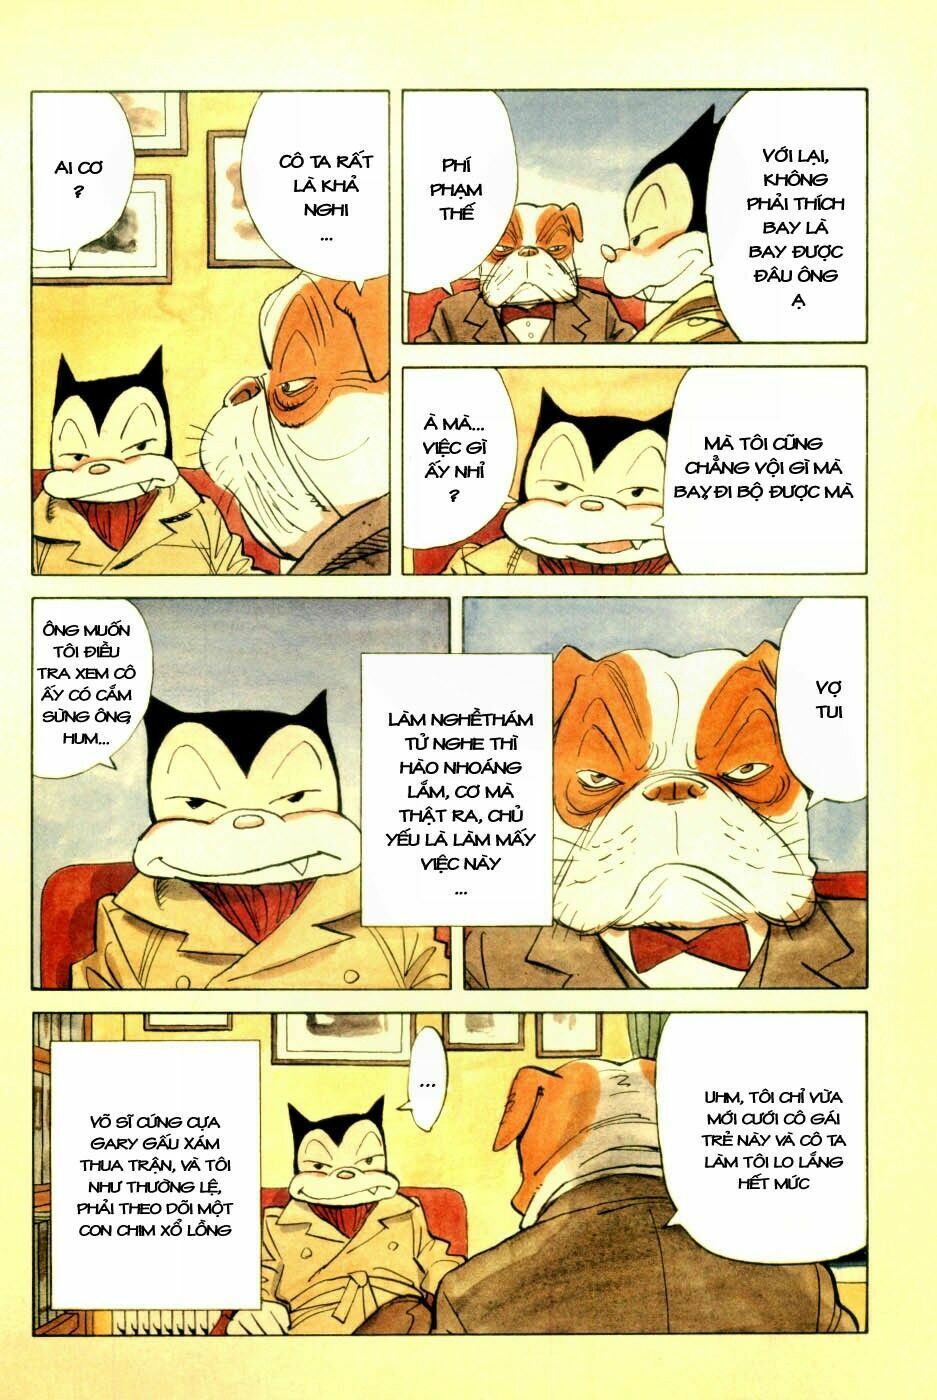 VỚI LẠI,
KHÔNG
PHẢI THÍCH
BAY LÀ
BAY ĐƯỢC
ĐÂU ÔNG
Ạ
PHÍ
PHẠM
THẾ
CÔ TA RẤT
LÀ KHẢ
NGHI
...
AI CƠ
?
MÀ TÔI CŨNG
CHẲNG VỘI GÌ MÀ
BAY, ĐI BỘ ĐƯỢC MÀ
À MÀ...
VIỆC GÌ
ẤY NHỈ
?
VỢ
TUI
LÀM NGHỀTHÁM
TỬ NGHE THÌ
HÀO NHOÁNG
LẮM, CƠ MÀ
THẬT RA, CHỦ
YẾU LÀ LÀM MẤY
VIỆC NÀY
...
ÔNG MUỐN
TÔI ĐIỀU
TRA XEM CÔ
ẤY CÓ CẮM
SỪNG ÔNG,
HUM...
UHM, TÔI CHỈ VỪA
MỚI CƯỚI CÔ GÁI
TRẺ NÀY VÀ CÔ TA
LÀM TÔI LO LẮNG
HẾT MỨC
...
VÕ SĨ CỨNG CỰA
GARY GẤU XÁM
THUA TRẬN, VÀ TÔI
NHƯ THƯỜNG LỆ,
PHẢI THEO DÕI MỘT
CON CHIM XỔ LỒNG